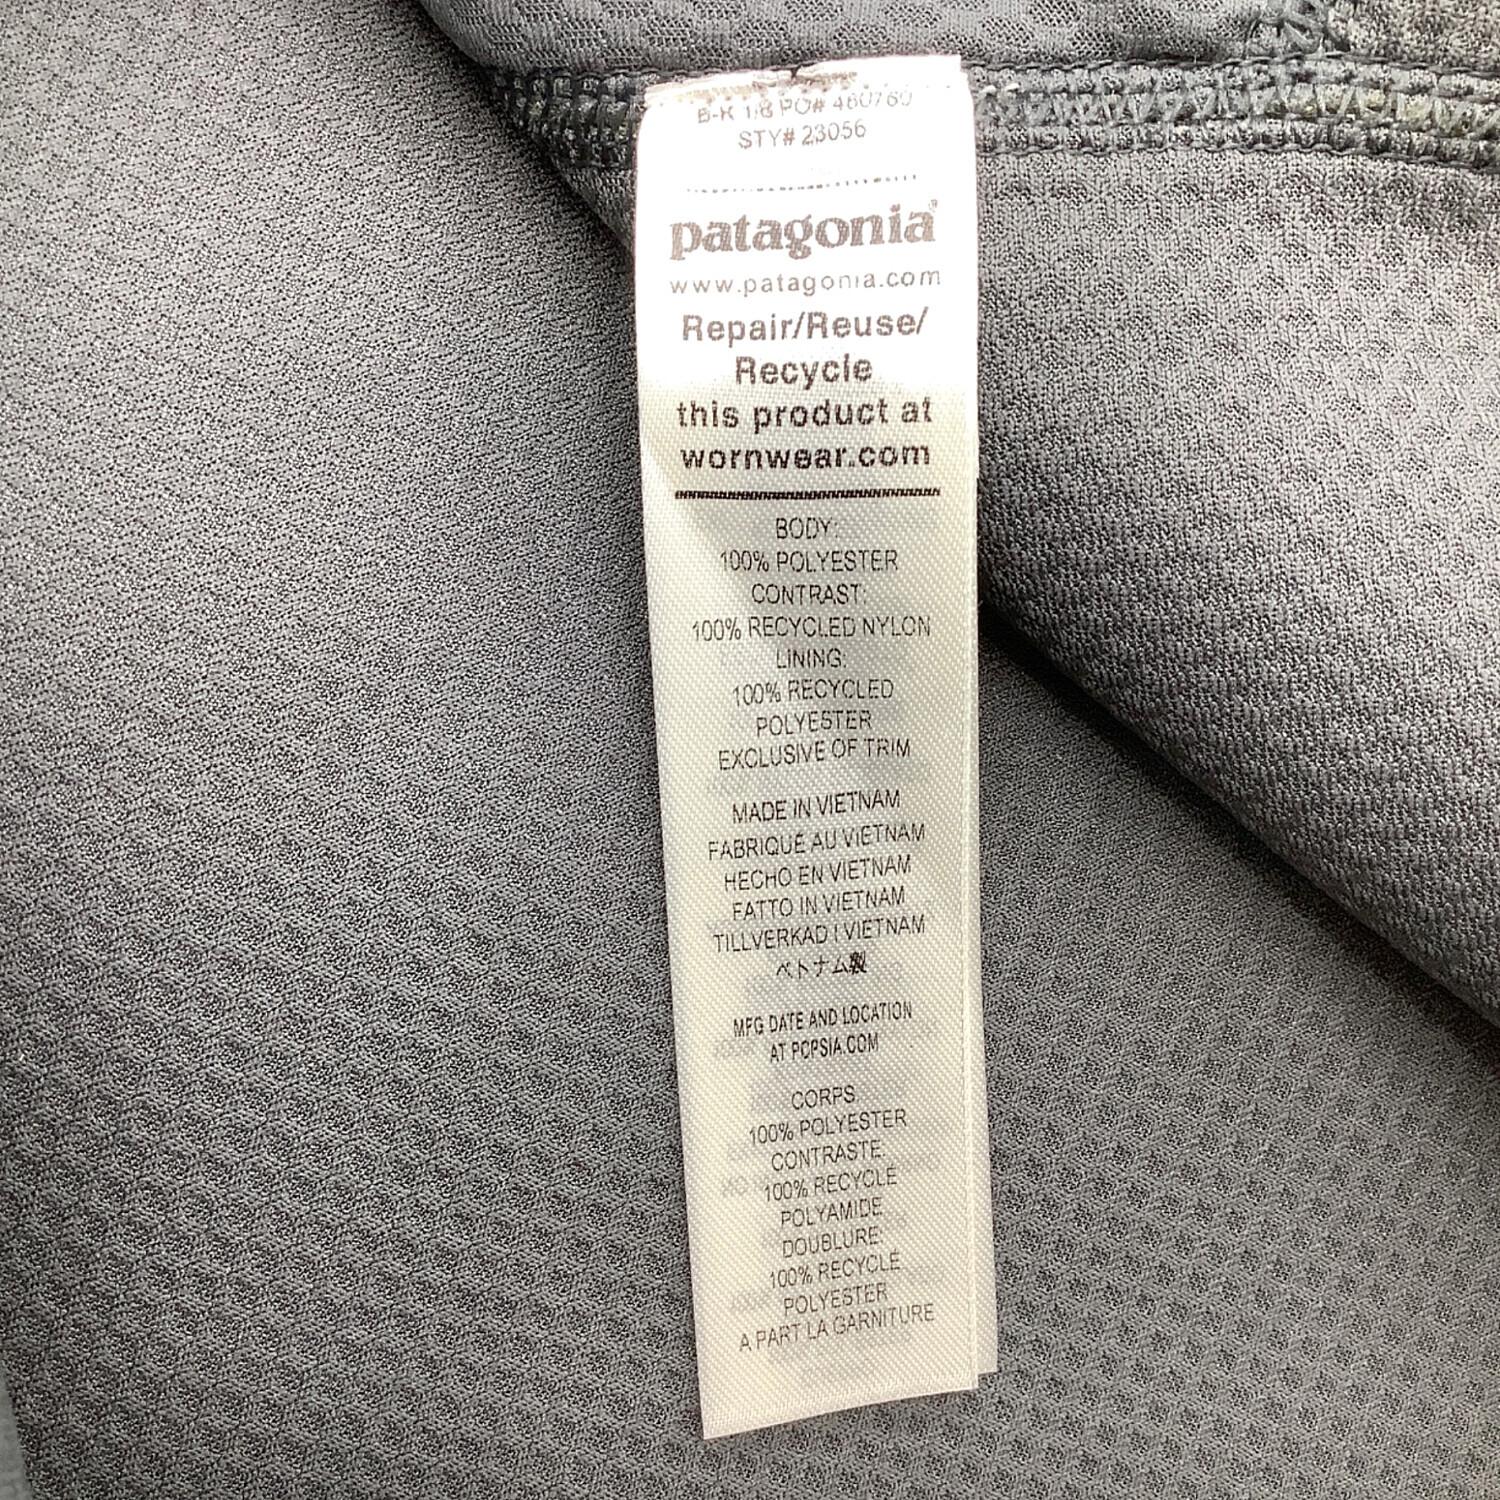 B-K 1/8 PO# 460760
STY# 23056
patagonia®
www.patagonia.com
Repair/Reuse/
Recycle
this product at
wornwear.com
BODY:
100% POLYESTER
CONTRAST:
100% RECYCLED NYLON
LINING:
100% RECYCLED
POLYESTER
EXCLUSIVE OF TRIM
MADE IN VIETNAM
FABRIQUÉ AU VIETNAM
HECHO EN VIETNAM
FATTO IN VIETNAM
TILLVERKAD I VIETNAM
ベトナム製
MFG DATE AND LOCATION
AT POPSIA.COM
CORPS:
100% POLYESTER
CONTRASTE:
100% RECYCLÉ
POLYAMIDE
DOUBLURE:
100% RECYCLÉ
POLYESTER
A PART LA GARNITURE